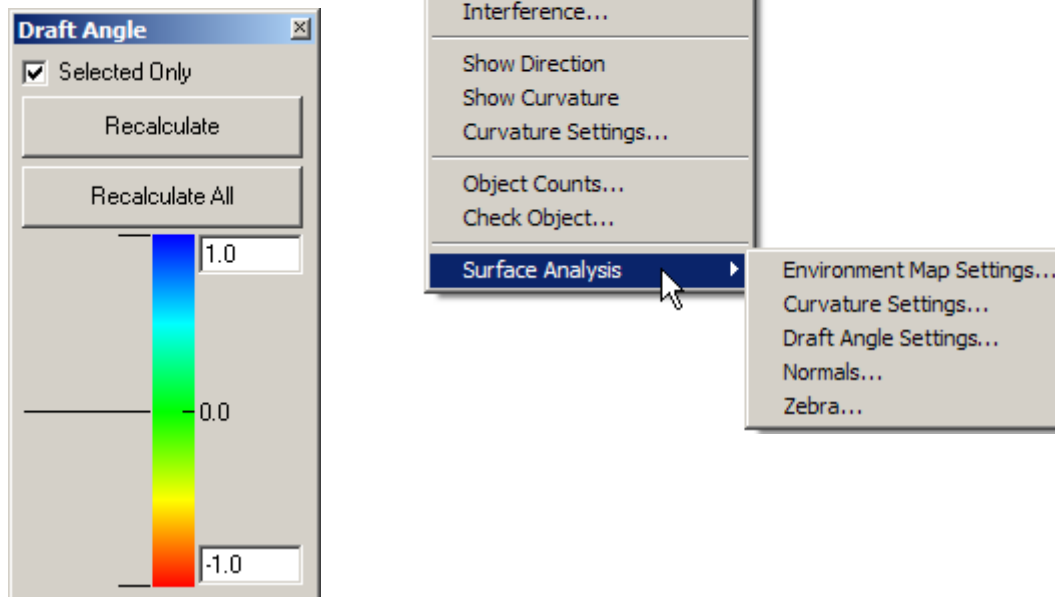 Draft Angle
Selected Only
Recalculate
Recalculate All
1.0
0.0
-1.0
Interference...
Show Direction
Show Curvature
Curvature Settings...
Object Counts...
Check Object...
Surface Analysis
Environment Map Settings...
Curvature Settings...
Draft Angle Settings...
Normals...
Zebra...